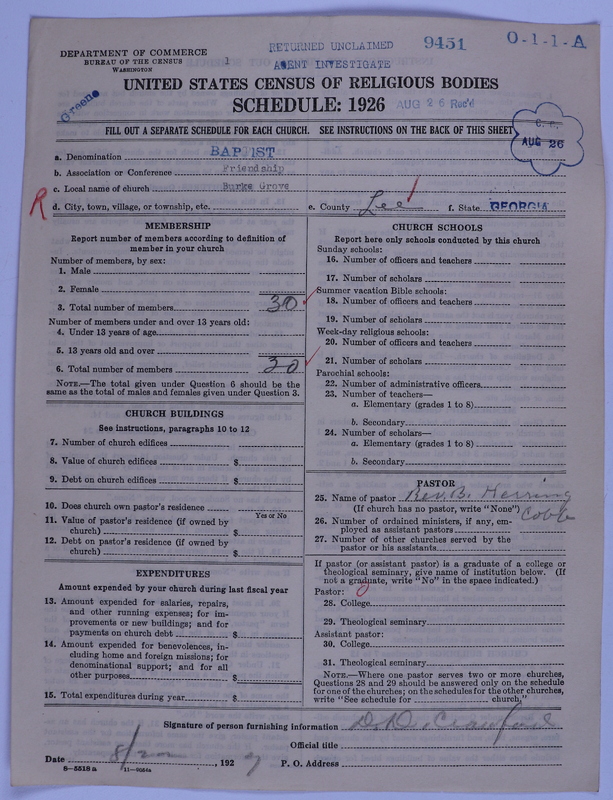 DEPARTMENT OF COMMERCE
BUREAU OF THE CENSUS
WASHINGTON
1
RETURNED UNCLAIMED
AGENT INVESTIGATE
9451
O-1-1-A
Greene
UNITED STATES CENSUS OF RELIGIOUS BODIES
SCHEDULE: 1926
AUG 26 Rec'd
C. C.
AUG 26
FILL OUT A SEPARATE SCHEDULE FOR EACH CHURCH. SEE INSTRUCTIONS ON THE BACK OF THIS SHEET
a. Denomination BAPTIST
b. Association or Conference Friendship
c. Local name of church Burks Grove
R
d. City, town, village, or township, etc. e. County Lee f. State GEORGIA
MEMBERSHIP
Report number of members according to definition of
member in your church
Number of members, by sex:
1. Male
2. Female
3. Total number of members 30
Number of members under and over 13 years old:
4. Under 13 years of age
5. 13 years old and over
6. Total number of members 30
NOTE.—The total given under Question 6 should be the
same as the total of males and females given under Question 3.
CHURCH BUILDINGS
See instructions, paragraphs 10 to 12
7. Number of church edifices
8. Value of church edifices $
9. Debt on church edifices $
10. Does church own pastor's residence
Yes or No
11. Value of pastor's residence (if owned by
church) $
12. Debt on pastor's residence (if owned by
church) $
EXPENDITURES
Amount expended by your church during last fiscal year
13. Amount expended for salaries, repairs,
and other running expenses; for im-
provements or new buildings; and for
payments on church debt $
14. Amount expended for benevolences, in-
cluding home and foreign missions; for
denominational support; and for all
other purposes $
15. Total expenditures during year $
CHURCH SCHOOLS
Report here only schools conducted by this church
Sunday schools:
16. Number of officers and teachers
17. Number of scholars
Summer vacation Bible schools:
18. Number of officers and teachers
19. Number of scholars
Week-day religious schools:
20. Number of officers and teachers
21. Number of scholars
Parochial schools:
22. Number of administrative officers
23. Number of teachers—
a. Elementary (grades 1 to 8)
b. Secondary
24. Number of scholars—
a. Elementary (grades 1 to 8)
b. Secondary
PASTOR
25. Name of pastor Rev. B. Herring
(If church has no pastor, write "None") Cobb
26. Number of ordained ministers, if any, em-
ployed as assistant pastors
27. Number of other churches served by the
pastor or his assistants
If pastor (or assistant pastor) is a graduate of a college or
theological seminary, give name of institution below. (If
not a graduate, write "No" in the space indicated.)
Pastor: 0
28. College
29. Theological seminary
Assistant pastor:
30. College
31. Theological seminary
NOTE.—Where one pastor serves two or more churches,
Questions 28 and 29 should be answered only on the schedule
for one of the churches; on the schedules for the other churches,
write "See schedule for church."
Signature of person furnishing information D. D. Crawford
Official title
Date 8/22, 1927 P. O. Address
8—5518 a 11—9056a